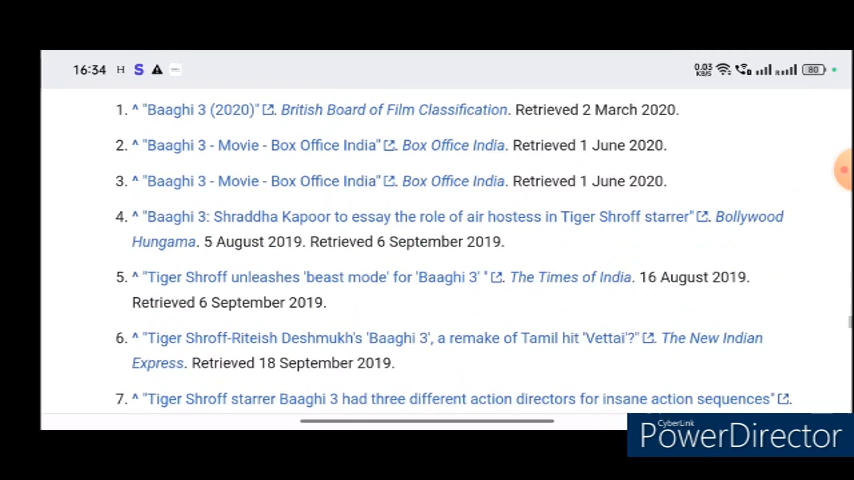 16:34 H S
0.03 KB/S 80
1. ^ "Baaghi 3 (2020)". British Board of Film Classification. Retrieved 2 March 2020.
2. ^ "Baaghi 3 - Movie - Box Office India". Box Office India. Retrieved 1 June 2020.
3. ^ "Baaghi 3 - Movie - Box Office India". Box Office India. Retrieved 1 June 2020.
4. ^ "Baaghi 3: Shraddha Kapoor to essay the role of air hostess in Tiger Shroff starrer". Bollywood
Hungama. 5 August 2019. Retrieved 6 September 2019.
5. ^ "Tiger Shroff unleashes 'beast mode' for 'Baaghi 3' ". The Times of India. 16 August 2019.
Retrieved 6 September 2019.
6. ^ "Tiger Shroff-Riteish Deshmukh's 'Baaghi 3', a remake of Tamil hit 'Vettai'?". The New Indian
Express. Retrieved 18 September 2019.
7. ^ "Tiger Shroff starrer Baaghi 3 had three different action directors for insane action sequences".
CyberLink
PowerDirector